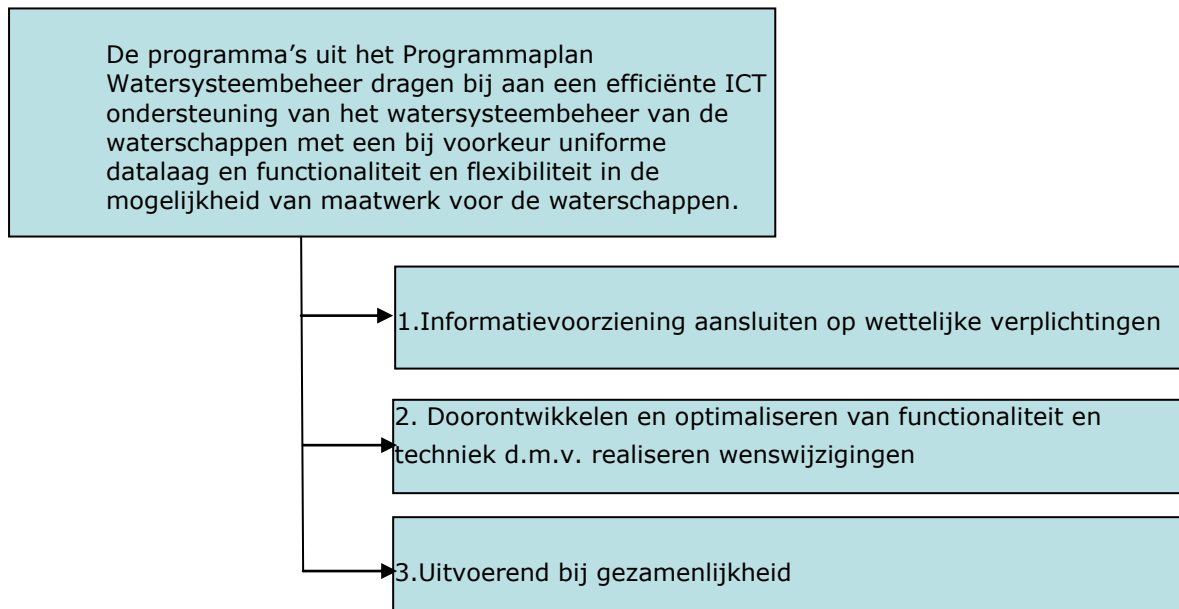 De programma’s uit het Programmaplan
Watersysteembeheer dragen bij aan een efficiënte ICT
ondersteuning van het watersysteembeheer van de
waterschappen met een bij voorkeur uniforme
datalaag en functionaliteit en flexibiliteit in de
mogelijkheid van maatwerk voor de waterschappen.
1.Informatievoorziening aansluiten op wettelijke verplichtingen
2. Doorontwikkelen en optimaliseren van functionaliteit en
techniek d.m.v. realiseren wenswijzigingen
3.Uitvoerend bij gezamenlijkheid